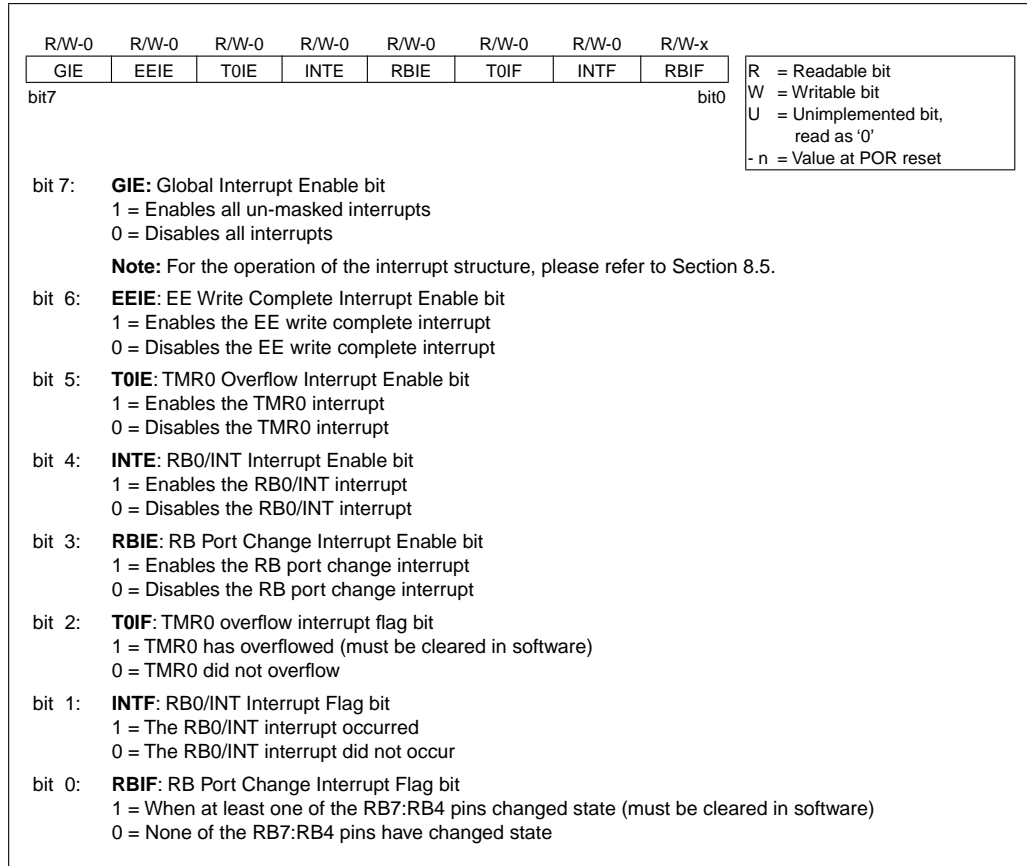 R/W-0 R/W-0 R/W-0 R/W-0 R/W-0 R/W-0 R/W-0 R/W-x
GIE EEIE T0IE INTE RBIE T0IF INTF RBIF
bit7 bit0
R = Readable bit
W = Writable bit
U = Unimplemented bit,
read as ‘0’
- n = Value at POR reset
bit 7: GIE: Global Interrupt Enable bit
1 = Enables all un-masked interrupts
0 = Disables all interrupts
Note: For the operation of the interrupt structure, please refer to Section 8.5.
bit 6: EEIE: EE Write Complete Interrupt Enable bit
1 = Enables the EE write complete interrupt
0 = Disables the EE write complete interrupt
bit 5: T0IE: TMR0 Overflow Interrupt Enable bit
1 = Enables the TMR0 interrupt
0 = Disables the TMR0 interrupt
bit 4: INTE: RB0/INT Interrupt Enable bit
1 = Enables the RB0/INT interrupt
0 = Disables the RB0/INT interrupt
bit 3: RBIE: RB Port Change Interrupt Enable bit
1 = Enables the RB port change interrupt
0 = Disables the RB port change interrupt
bit 2: T0IF: TMR0 overflow interrupt flag bit
1 = TMR0 has overflowed (must be cleared in software)
0 = TMR0 did not overflow
bit 1: INTF: RB0/INT Interrupt Flag bit
1 = The RB0/INT interrupt occurred
0 = The RB0/INT interrupt did not occur
bit 0: RBIF: RB Port Change Interrupt Flag bit
1 = When at least one of the RB7:RB4 pins changed state (must be cleared in software)
0 = None of the RB7:RB4 pins have changed state